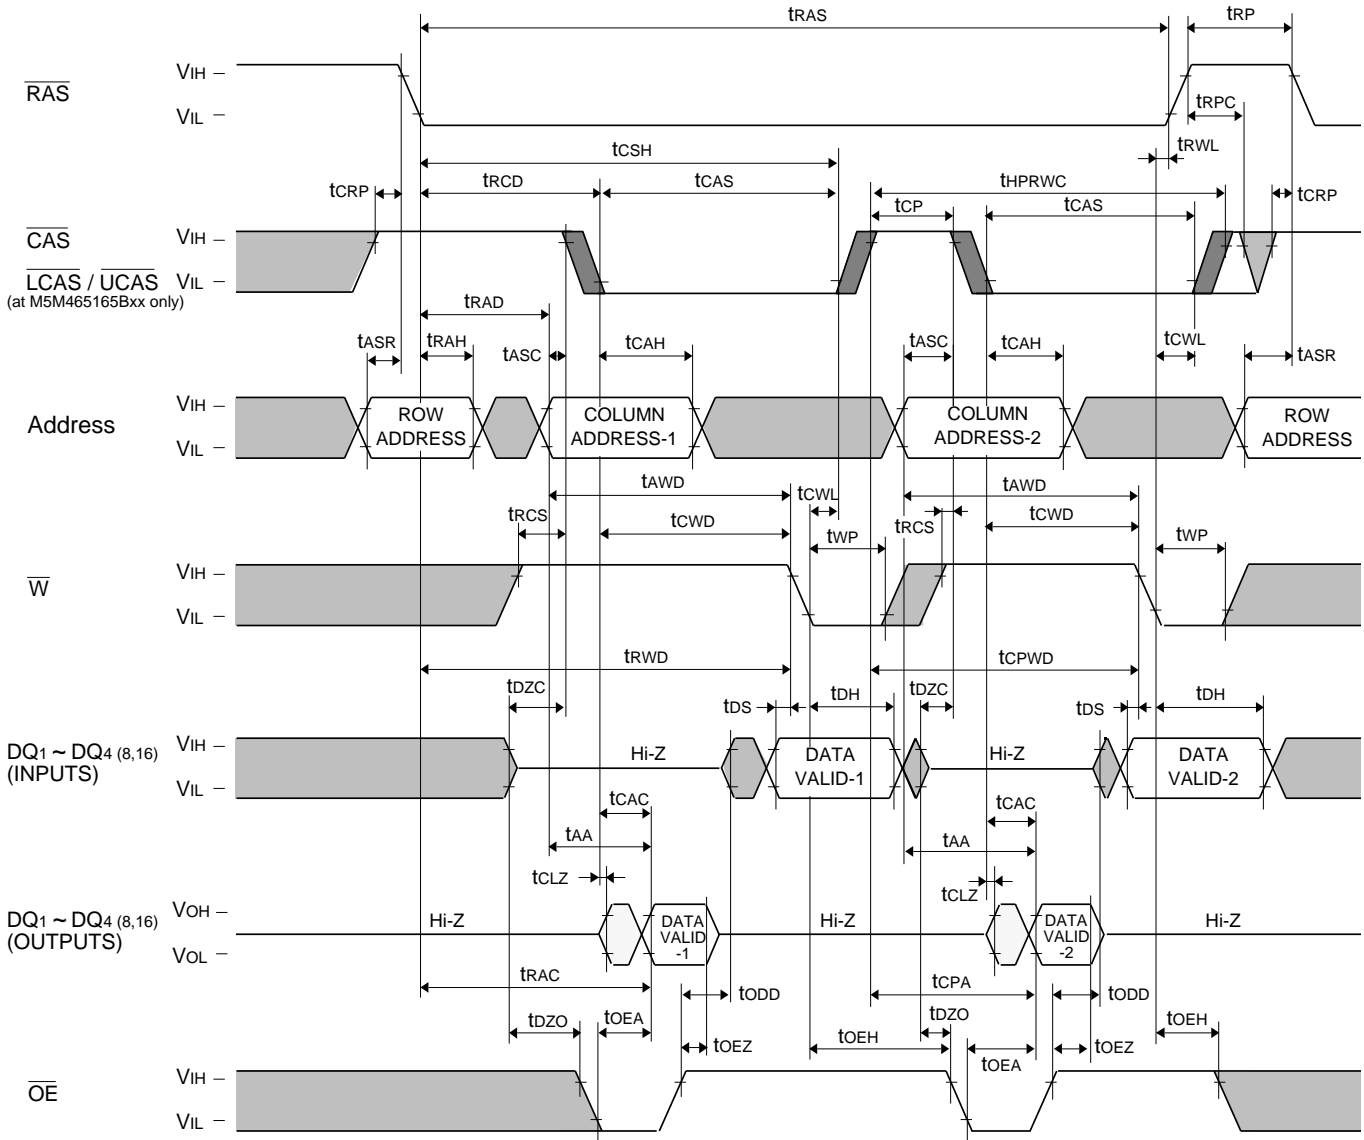 tRAS
tRP
RAS
VIH
VIL
tRPC
tRWL
tCSH
tCRP
tRCD
tCAS
tHPRWC
tCP
tCAS
tCRP
CAS
VIH
LCAS / UCAS
VIL
(at M5M465165Bxx only)
tRAD
tASR
tRAH
tASC
tCAH
tASC
tCAH
tCWL
tASR
Address
VIH
VIL
ROW
ADDRESS
COLUMN
ADDRESS-1
COLUMN
ADDRESS-2
ROW
ADDRESS
tAWD
tCWL
tAWD
tRCS
tCWD
tWP
tRCS
tCWD
tWP
W
VIH
VIL
tRWD
tCPWD
tDZC
tDS
tDH
tDZC
tDS
tDH
DQ1 ~ DQ4 (8,16)
(INPUTS)
VIH
VIL
Hi-Z
DATA
VALID-1
Hi-Z
DATA
VALID-2
tCAC
tAA
tCAC
tAA
tCLZ
tCLZ
DQ1 ~ DQ4 (8,16)
(OUTPUTS)
VOH
VOL
Hi-Z
DATA
VALID
-1
Hi-Z
DATA
VALID
-2
Hi-Z
tRAC
tODD
tCPA
tODD
tDZO
tOEA
tOEZ
tOEH
tDZO
tOEA
tOEZ
tOEH
OE
VIH
VIL